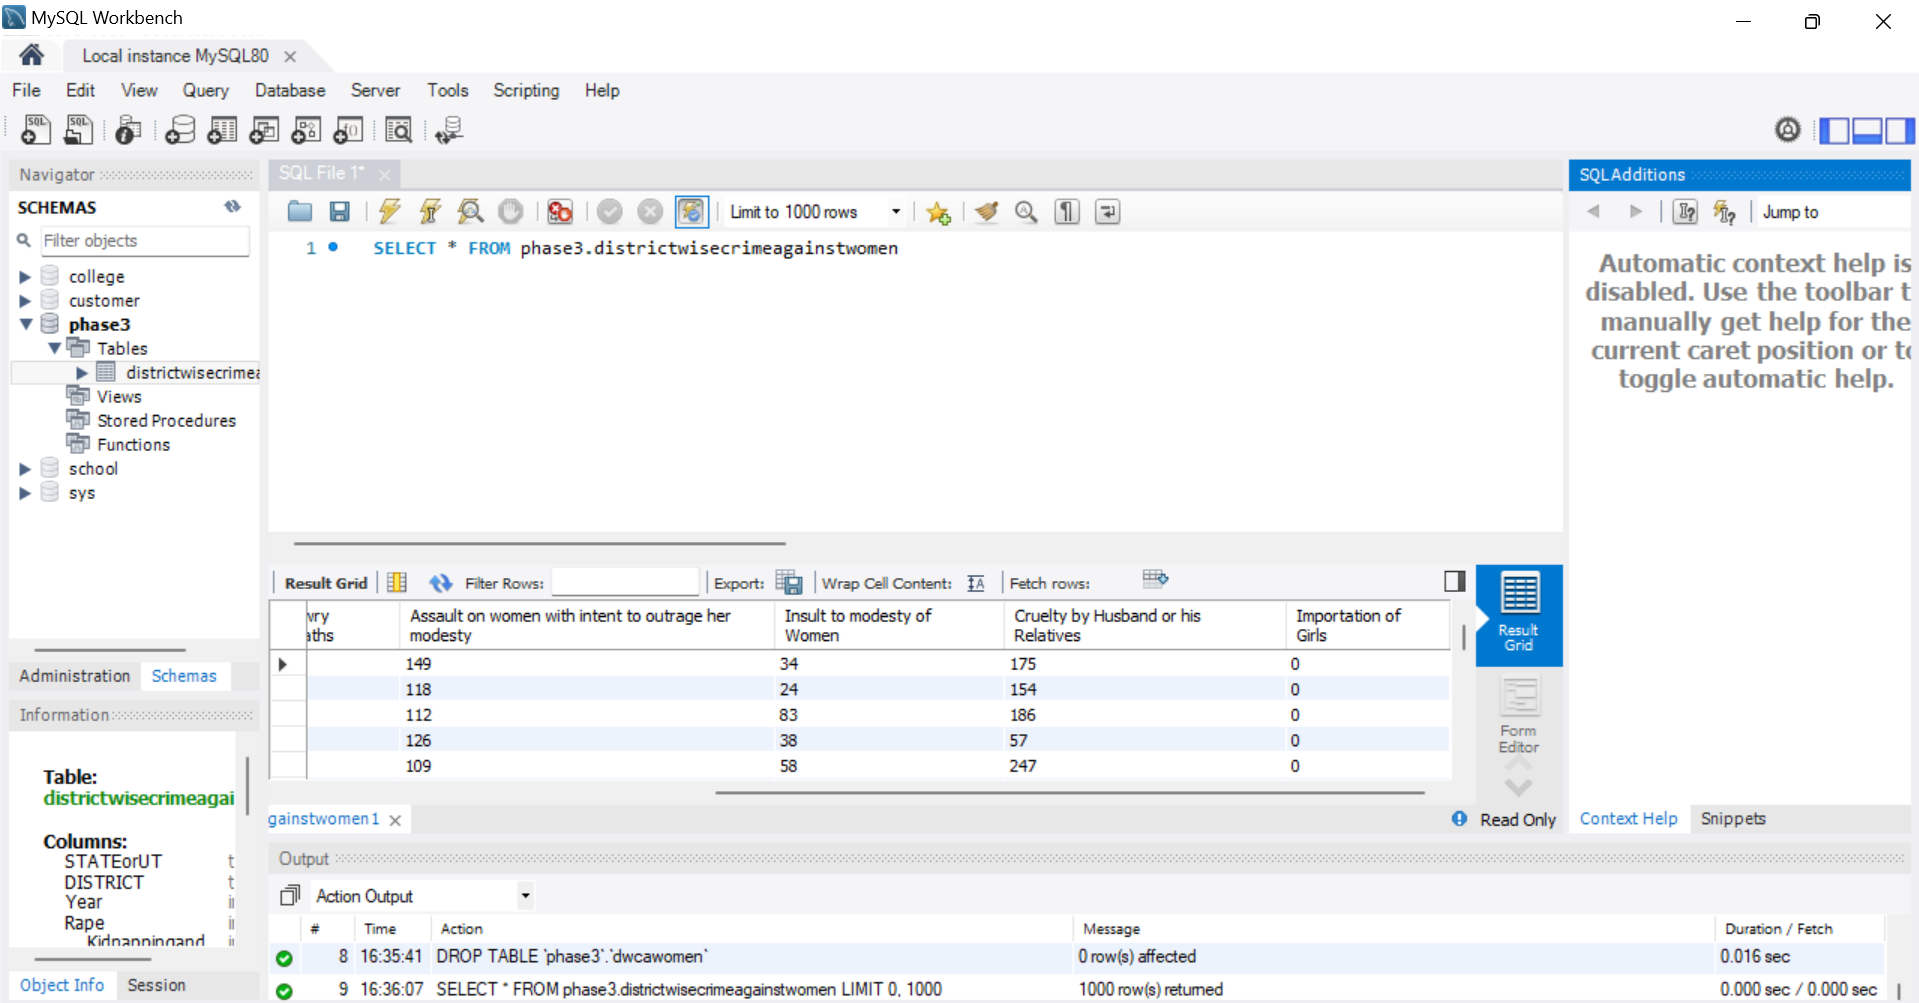 MySQL Workbench
Local instance MySQL80
File Edit View Query Database Server Tools Scripting Help
Navigator
SCHEMAS
Filter objects
college
customer
phase3
Tables
districtwisecrimea
Views
Stored Procedures
Functions
school
sys
Administration Schemas
Information
Table:
districtwisecrimeagai
Columns:
STATEorUT t
DISTRICT t
Year i
Rape i
Kidnappingand i
Object Info Session
SQL File 1*
Limit to 1000 rows
1 SELECT * FROM phase3.districtwisecrimeagainstwomen
Result Grid Filter Rows: Export: Wrap Cell Content: Fetch rows:
wry
aths
Assault on women with intent to outrage her
modesty
Insult to modesty of
Women
Cruelty by Husband or his
Relatives
Importation of
Girls
149 34 175 0
118 24 154 0
112 83 186 0
126 38 57 0
109 58 247 0
Result
Grid
Form
Editor
gainstwomen1
Read Only
SQLAdditions
Jump to
Automatic context help is
disabled. Use the toolbar t
manually get help for the
current caret position or to
toggle automatic help.
Context Help Snippets
Output
Action Output
# Time Action Message Duration / Fetch
8 16:35:41 DROP TABLE `phase3`.`dwcawomen` 0 row(s) affected 0.016 sec
9 16:36:07 SELECT * FROM phase3.districtwisecrimeagainstwomen LIMIT 0, 1000 1000 row(s) returned 0.000 sec / 0.000 sec